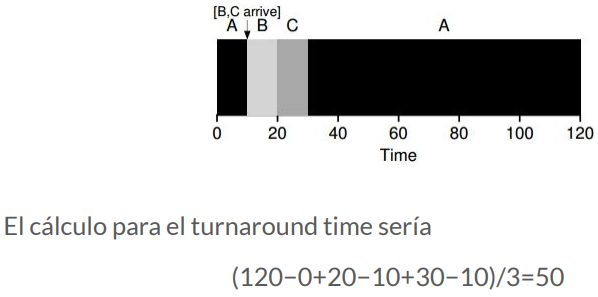 [B,C arrive]
A B C A
0 20 40 60 80 100 120
Time
El cálculo para el turnaround time sería
(120−0+20−10+30−10)/3=50